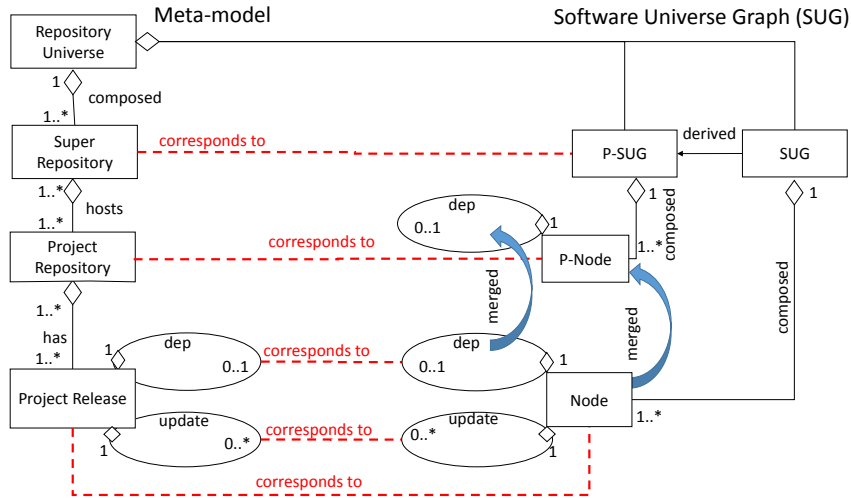 Meta-model
Software Universe Graph (SUG)
Repository
Universe
1
composed
1..*
Super
Repository
corresponds to
P-SUG
derived
SUG
1..*
hosts
1..*
1
composed
1..*
1
dep
0..1
1
Project
Repository
corresponds to
P-Node
1..*
has
1..*
merged
merged
composed
1
dep
0..1
corresponds to
dep
0..1
1
Project Release
Node
1..*
1
update
0..*
corresponds to
0..*
update
1
corresponds to